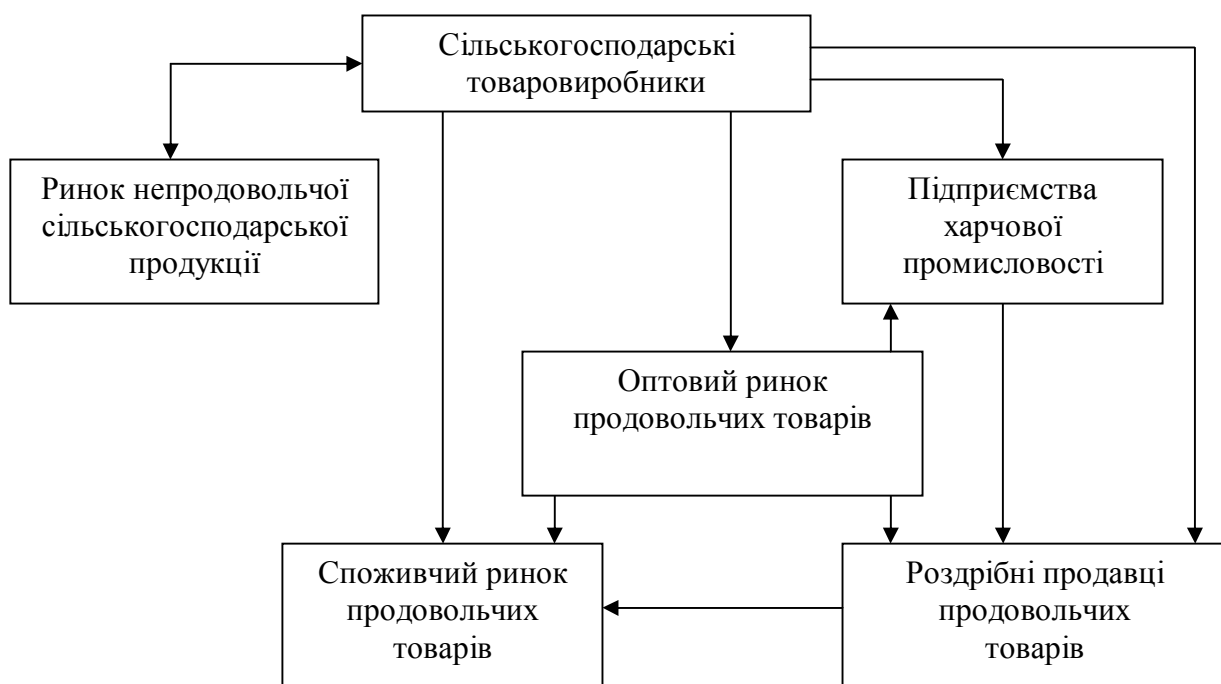 Сільськогосподарські
товаровиробники
Ринок непродовольчої
сільськогосподарської
продукції
Підприємства
харчової
промисловості
Оптовий ринок
продовольчих товарів
Споживчий ринок
продовольчих
товарів
Роздрібні продавці
продовольчих
товарів